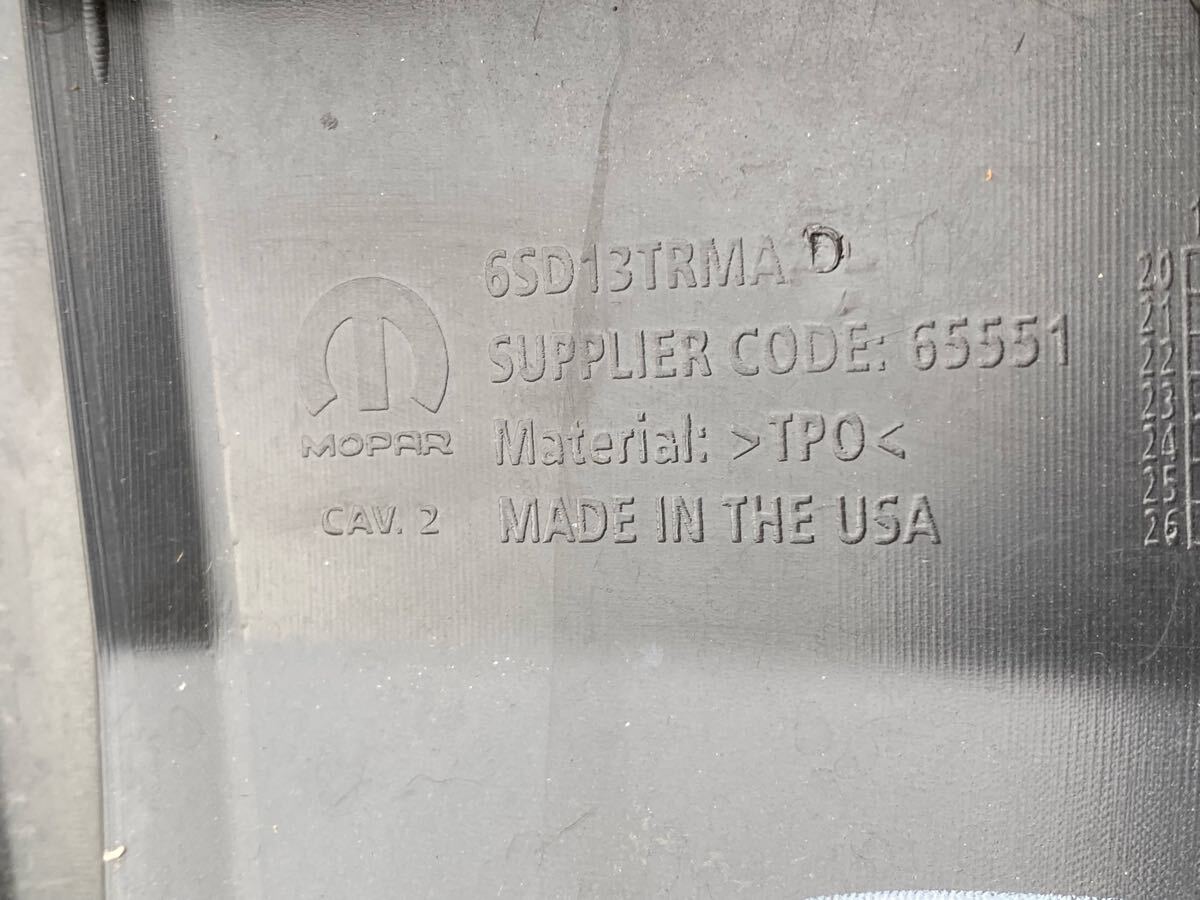 6SD13TRMA D
SUPPLIER CODE: 65551
Material: >TPO<
MADE IN THE USA
MOPAR
CAV. 2
20
21
22
23
24
25
26